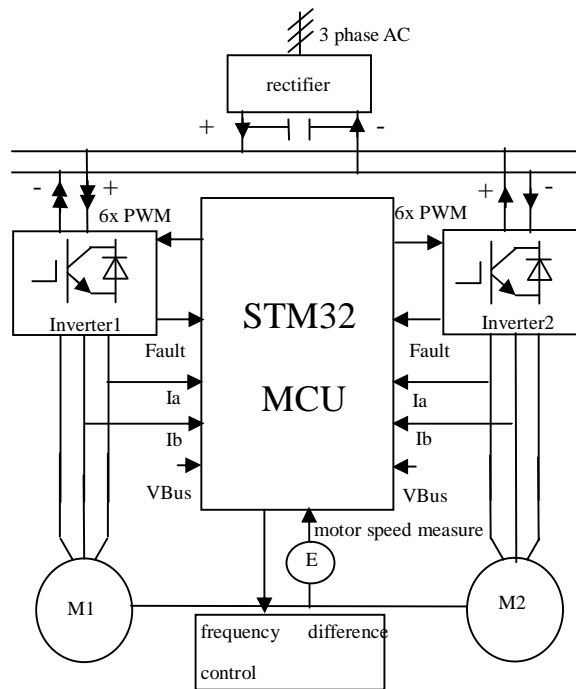 3 phase AC
rectifier
+ -
- + + -
6x PWM 6x PWM
STM32
MCU
Inverter1 Inverter2
Fault Fault
Ia Ia
Ib Ib
VBus VBus
motor speed measure
E
M1 M2
frequency difference
control